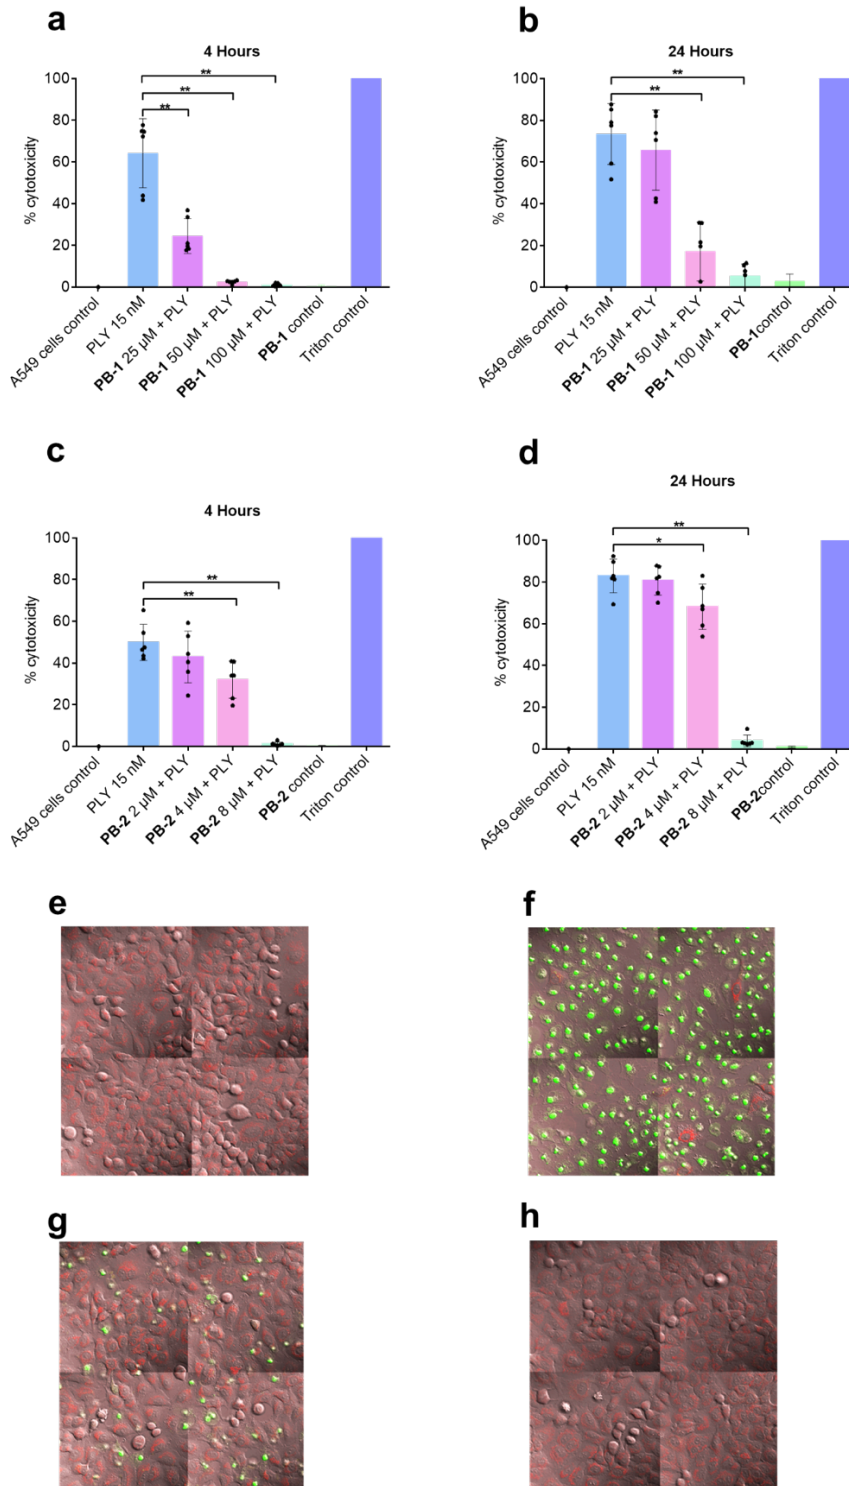 a
4 Hours
100
80
60
40
20
0
% cytotoxicity
**
**
**
A549 cells control
PLY 15 nM
PB-1 25 µM + PLY
PB-1 50 µM + PLY
PB-1 100 µM + PLY
PB-1 control
Triton control
b
24 Hours
100
80
60
40
20
0
% cytotoxicity
**
**
A549 cells control
PLY 15 nM
PB-1 25 µM + PLY
PB-1 50 µM + PLY
PB-1 100 µM + PLY
PB-1control
Triton control
c
4 Hours
100
80
60
40
20
0
% cytotoxicity
**
**
A549 cells control
PLY 15 nM
PB-2 2 µM + PLY
PB-2 4 µM + PLY
PB-2 8 µM + PLY
PB-2 control
Triton control
d
24 Hours
100
80
60
40
20
0
% cytotoxicity
**
*
A549 cells control
PLY 15 nM
PB-2 2 µM + PLY
PB-2 4 µM + PLY
PB-2 8 µM + PLY
PB-2control
Triton control
e
f
g
h